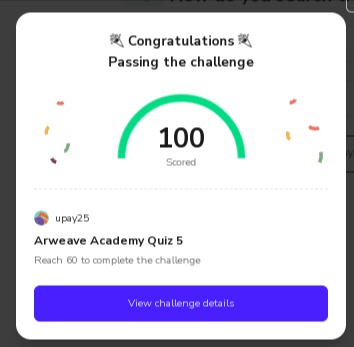 Congratulations
Passing the challenge
100
Scored
upay25
Arweave Academy Quiz 5
Reach 60 to complete the challenge
View challenge details